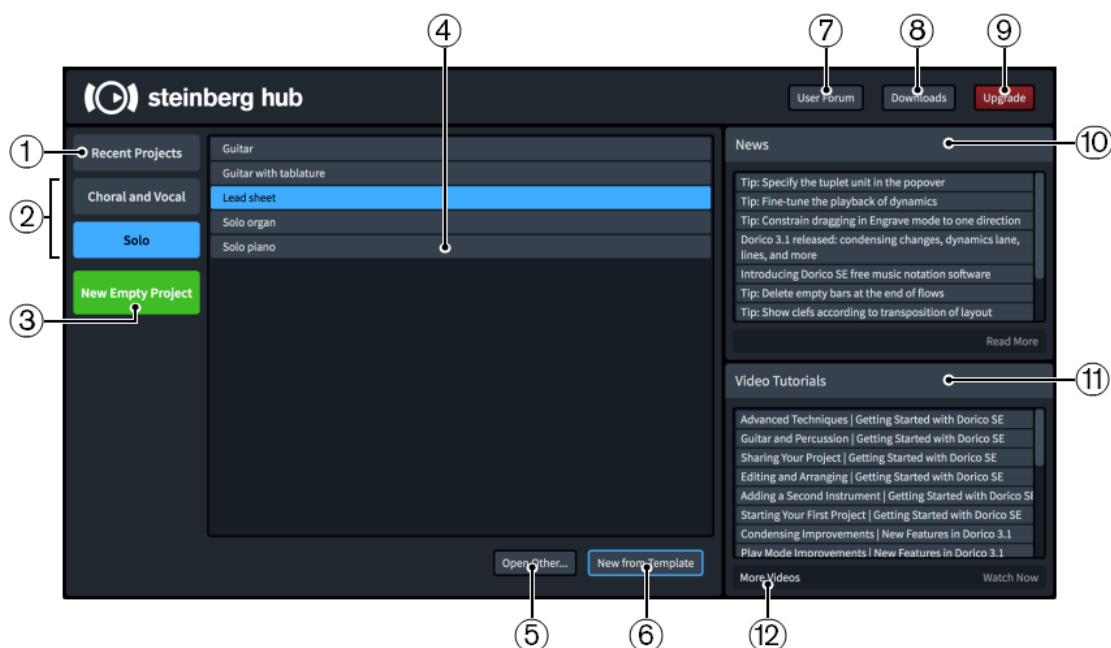 ④
⑦
⑧
⑨
steinberg hub
User Forum
Downloads
Upgrade
①
Recent Projects
②
Choral and Vocal
Solo
③
New Empty Project
Guitar
Guitar with tablature
Lead sheet
Solo organ
Solo piano
Open Other...
New from Template
⑤
⑥
News
⑩
Tip: Specify the tuplet unit in the popover
Tip: Fine-tune the playback of dynamics
Tip: Constrain dragging in Engrave mode to one direction
Dorico 3.1 released: condensing changes, dynamics lane,
lines, and more
Introducing Dorico SE free music notation software
Tip: Delete empty bars at the end of flows
Tip: Show clefs according to transposition of layout
Read More
Video Tutorials
⑪
Advanced Techniques | Getting Started with Dorico SE
Guitar and Percussion | Getting Started with Dorico SE
Sharing Your Project | Getting Started with Dorico SE
Editing and Arranging | Getting Started with Dorico SE
Adding a Second Instrument | Getting Started with Dorico SE
Starting Your First Project | Getting Started with Dorico SE
Condensing Improvements | New Features in Dorico 3.1
Play Mode Improvements | New Features in Dorico 3.1
More Videos
Watch Now
⑫